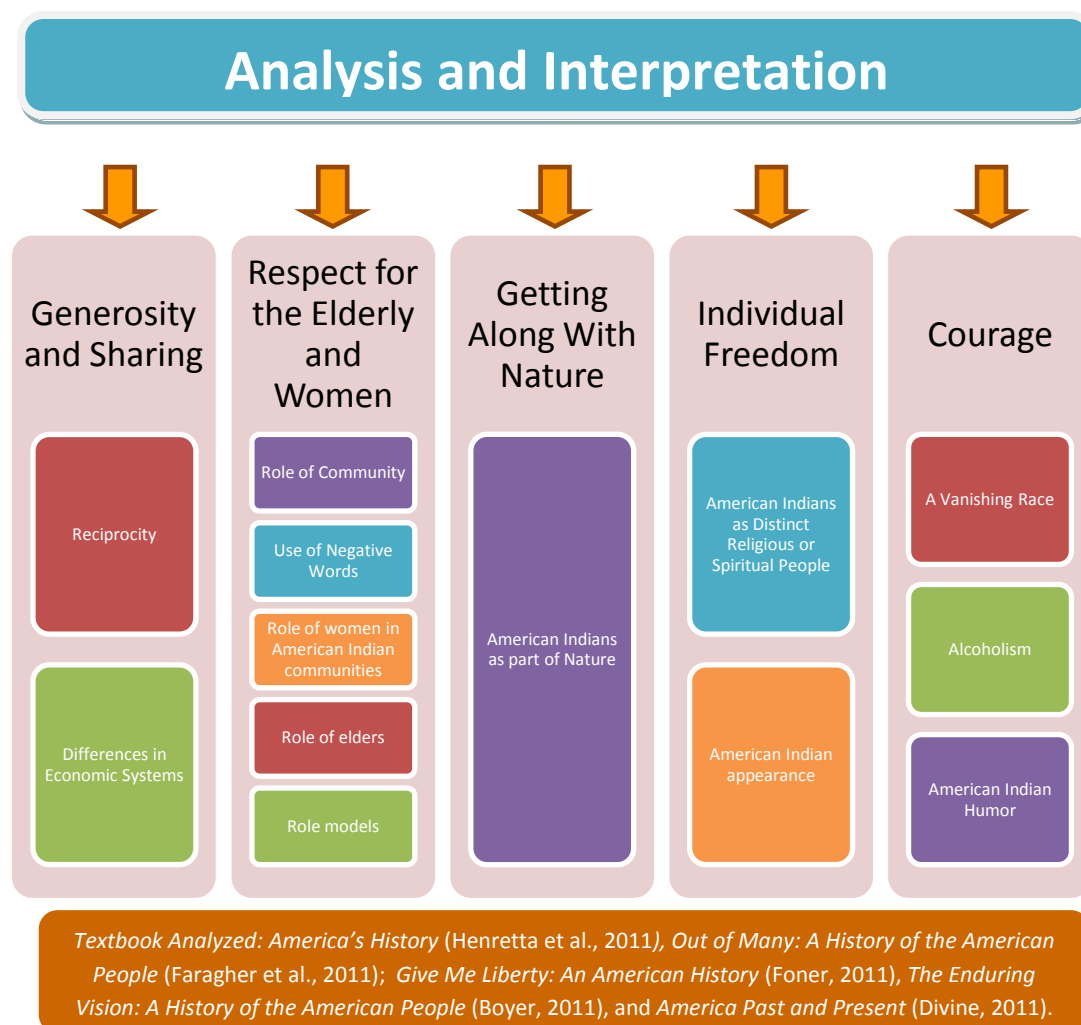 Analysis and Interpretation
Generosity
and Sharing
Reciprocity
Differences in
Economic Systems
Respect for
the Elderly
and
Women
Role of Community
Use of Negative
Words
Role of women in
American Indian
communities
Role of elders
Role models
Getting
Along With
Nature
American Indians
as part of Nature
Individual
Freedom
American Indians
as Distinct
Religious or
Spiritual People
American Indian
appearance
Courage
A Vanishing Race
Alcoholism
American Indian
Humor
Textbook Analyzed: America’s History (Henretta et al., 2011), Out of Many: A History of the American
People (Faragher et al., 2011);  Give Me Liberty: An American History (Foner, 2011), The Enduring
Vision: A History of the American People (Boyer, 2011), and America Past and Present (Divine, 2011).